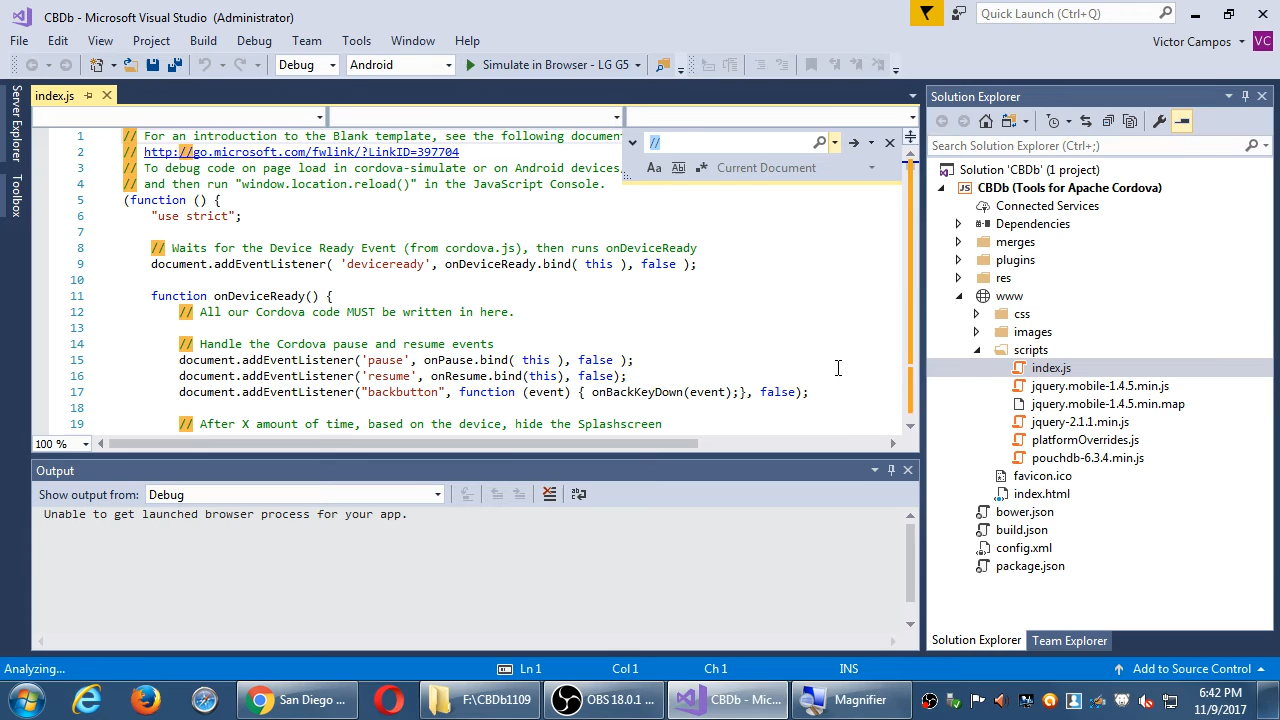 CBDb - Microsoft Visual Studio (Administrator)
Quick Launch (Ctrl+Q)
File Edit View Project Build Debug Team Tools Window Help
Victor Campos VC
Debug Android Simulate in Browser - LG G5
Server Explorer
Toolbox
index.js
1 // For an introduction to the Blank template, see the following document
2 // http://go.microsoft.com/fwlink/?LinkID=397704
3 // To debug code on page load in cordova-simulate or on Android devices,
4 // and then run "window.location.reload()" in the JavaScript Console.
5 (function () {
6 "use strict";
7
8 // Waits for the Device Ready Event (from cordova.js), then runs onDeviceReady
9 document.addEventListener( 'deviceready', onDeviceReady.bind( this ), false );
10
11 function onDeviceReady() {
12 // All our Cordova code MUST be written in here.
13
14 // Handle the Cordova pause and resume events
15 document.addEventListener('pause', onPause.bind( this ), false );
16 document.addEventListener('resume', onResume.bind(this), false);
17 document.addEventListener("backbutton", function (event) { onBackKeyDown(event);}, false);
18
19 // After X amount of time, based on the device, hide the Splashscreen
//
Aa Ab Current Document
100 %
Output
Show output from: Debug
Unable to get launched browser process for your app.
Solution Explorer
Search Solution Explorer (Ctrl+;)
Solution 'CBDb' (1 project)
JS CBDb (Tools for Apache Cordova)
Connected Services
Dependencies
merges
plugins
res
www
css
images
scripts
index.js
jquery.mobile-1.4.5.min.js
jquery.mobile-1.4.5.min.map
jquery-2.1.1.min.js
platformOverrides.js
pouchdb-6.3.4.min.js
favicon.ico
index.html
bower.json
build.json
config.xml
package.json
Solution Explorer Team Explorer
Analyzing... Ln 1 Col 1 Ch 1 INS Add to Source Control
San Diego ... F:\CBDb1109 OBS 18.0.1 ... CBDb - Mic... Magnifier
6:42 PM
11/9/2017